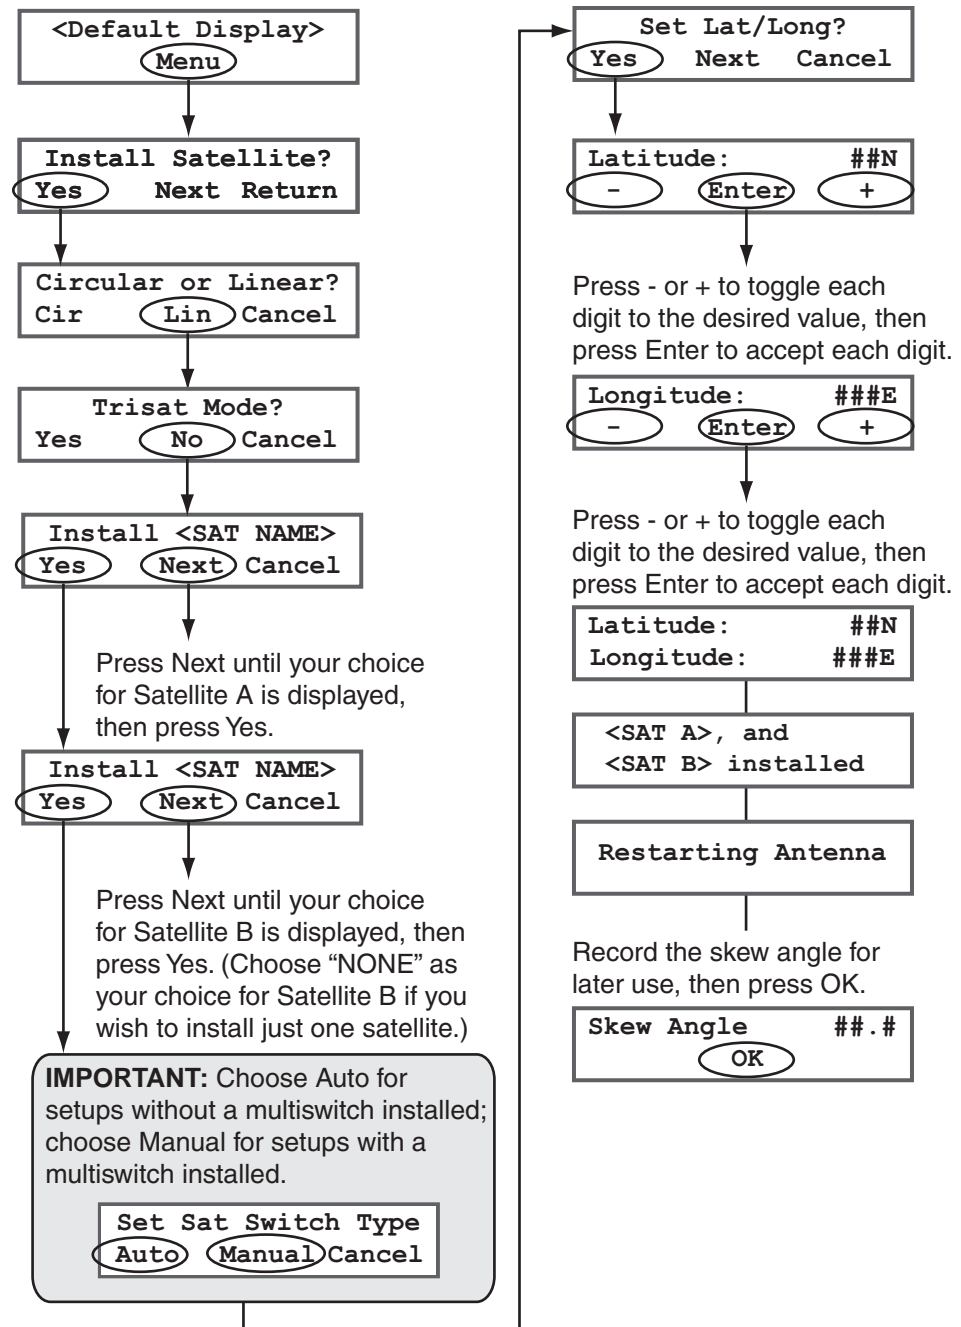 <Default Display>
Menu
Install Satellite?
Yes Next Return
Circular or Linear?
Cir Lin Cancel
Trisat Mode?
Yes No Cancel
Install <SAT NAME>
Yes Next Cancel
Press Next until your choice
for Satellite A is displayed,
then press Yes.
Install <SAT NAME>
Yes Next Cancel
Press Next until your choice
for Satellite B is displayed, then
press Yes. (Choose “NONE” as
your choice for Satellite B if you
wish to install just one satellite.)
IMPORTANT: Choose Auto for
setups without a multiswitch installed;
choose Manual for setups with a
multiswitch installed.
Set Sat Switch Type
Auto Manual Cancel
Set Lat/Long?
Yes Next Cancel
Latitude: ##N
- Enter +
Press - or + to toggle each
digit to the desired value, then
press Enter to accept each digit.
Longitude: ###E
- Enter +
Press - or + to toggle each
digit to the desired value, then
press Enter to accept each digit.
Latitude: ##N
Longitude: ###E
<SAT A>, and
<SAT B> installed
Restarting Antenna
Record the skew angle for
later use, then press OK.
Skew Angle ##.#
OK